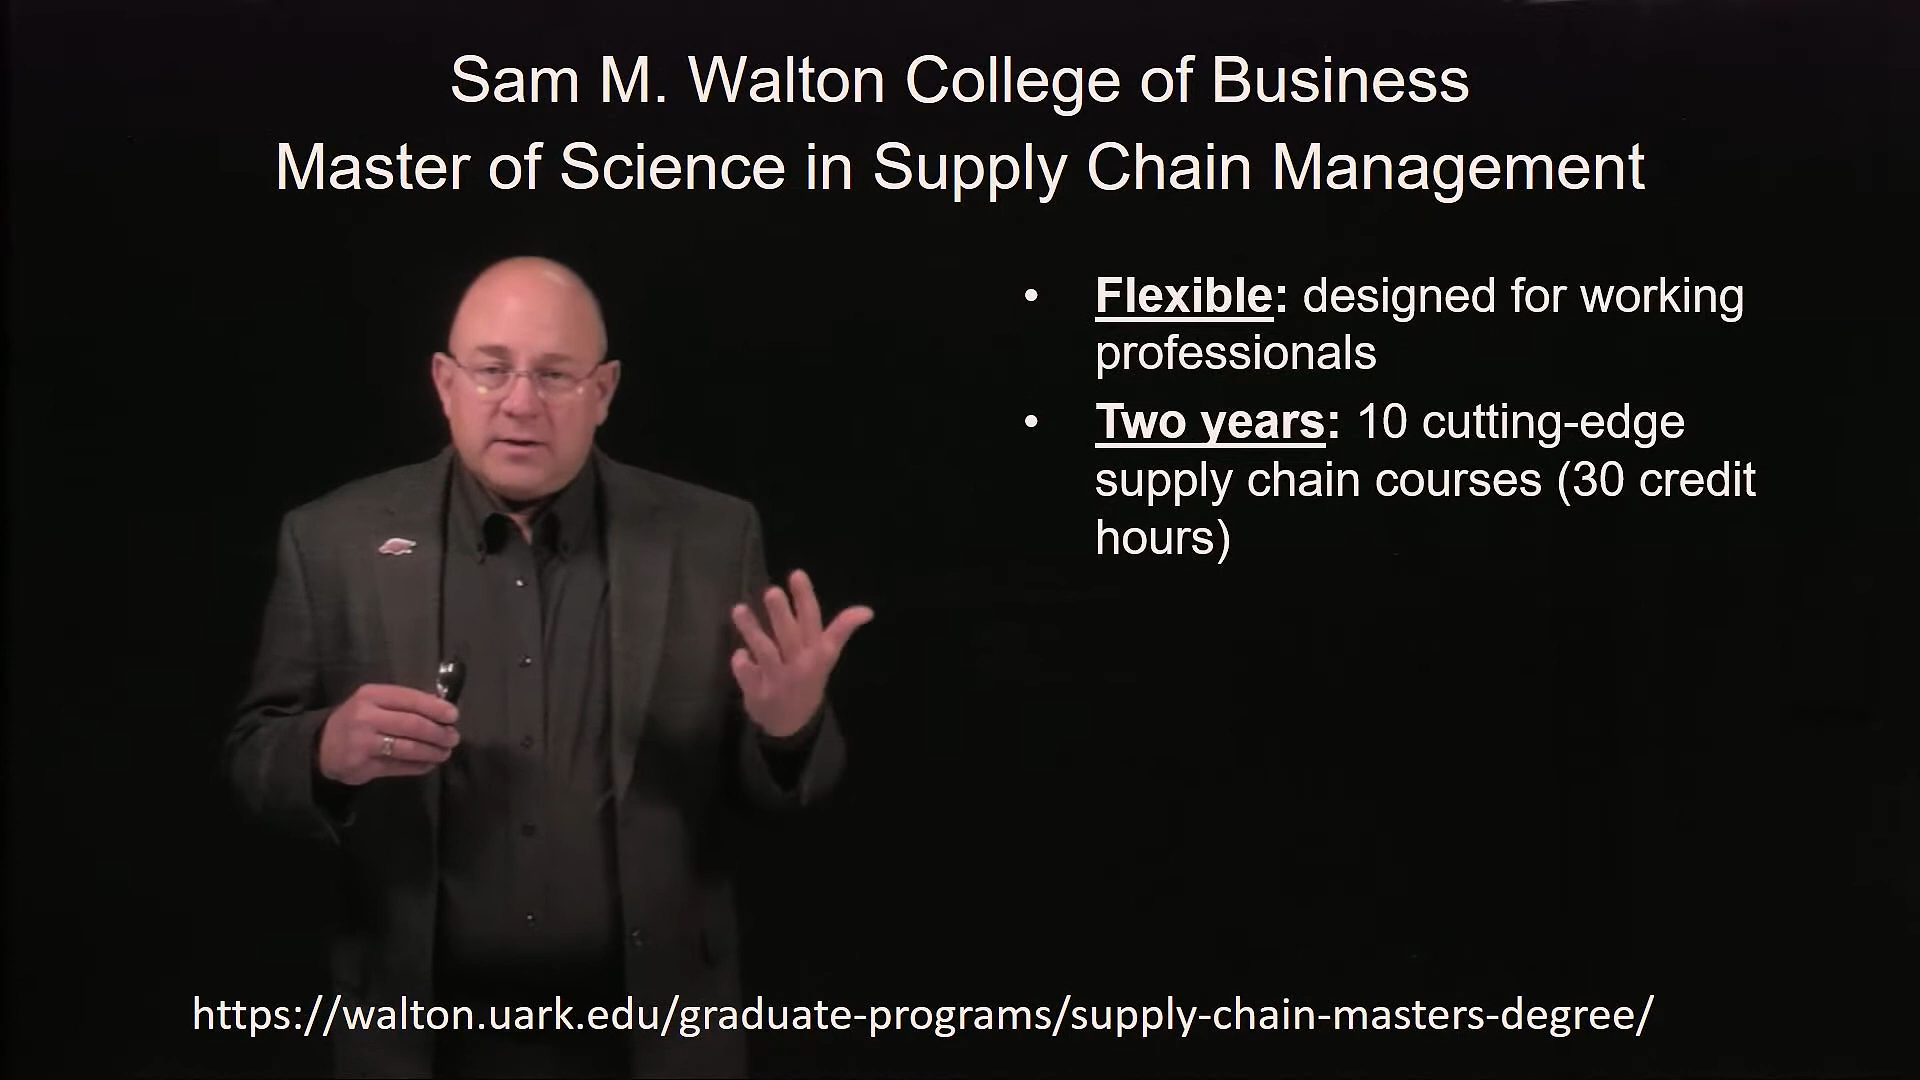 Sam M. Walton College of Business
Master of Science in Supply Chain Management
• Flexible: designed for working
professionals
• Two years: 10 cutting-edge
supply chain courses (30 credit
hours)
https://walton.uark.edu/graduate-programs/supply-chain-masters-degree/